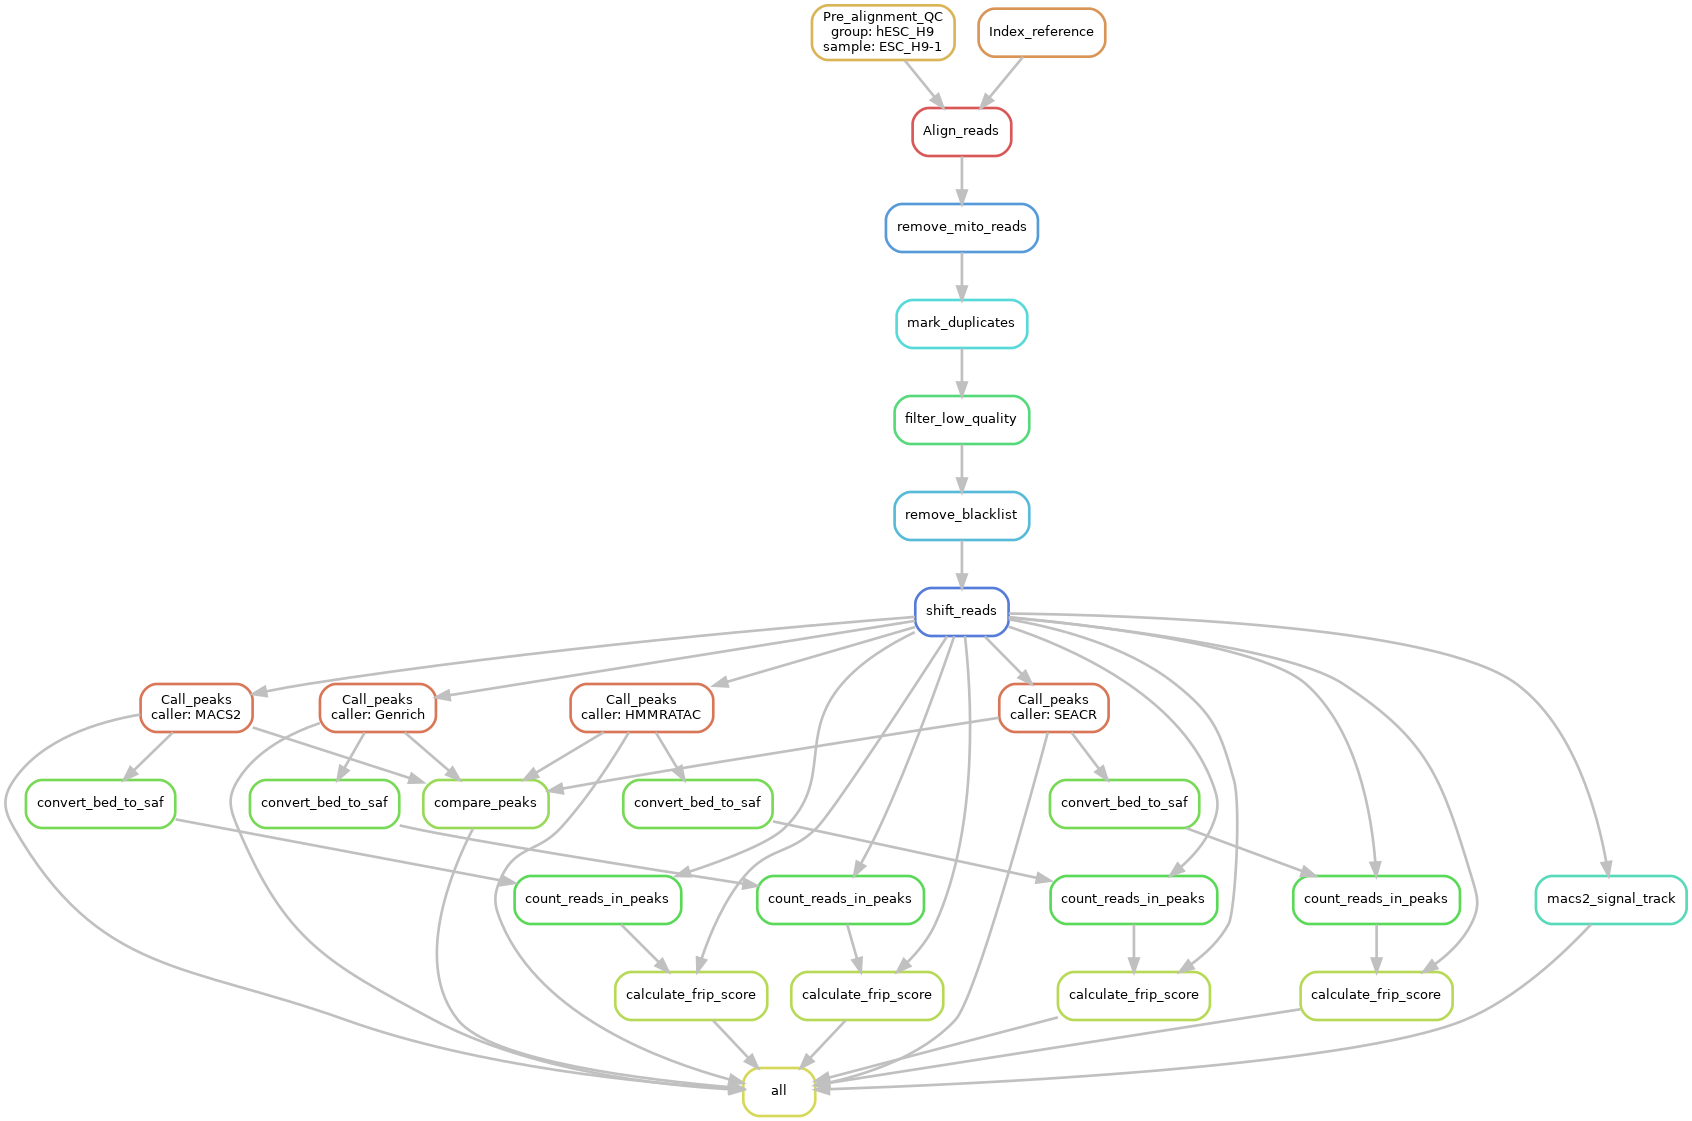 Pre_alignment_QC
group: hESC_H9
sample: ESC_H9-1
Index_reference
Align_reads
remove_mito_reads
mark_duplicates
filter_low_quality
remove_blacklist
shift_reads
Call_peaks
caller: MACS2
Call_peaks
caller: Genrich
Call_peaks
caller: HMMRATAC
Call_peaks
caller: SEACR
convert_bed_to_saf
convert_bed_to_saf
compare_peaks
convert_bed_to_saf
convert_bed_to_saf
count_reads_in_peaks
count_reads_in_peaks
count_reads_in_peaks
count_reads_in_peaks
macs2_signal_track
calculate_frip_score
calculate_frip_score
calculate_frip_score
calculate_frip_score
all